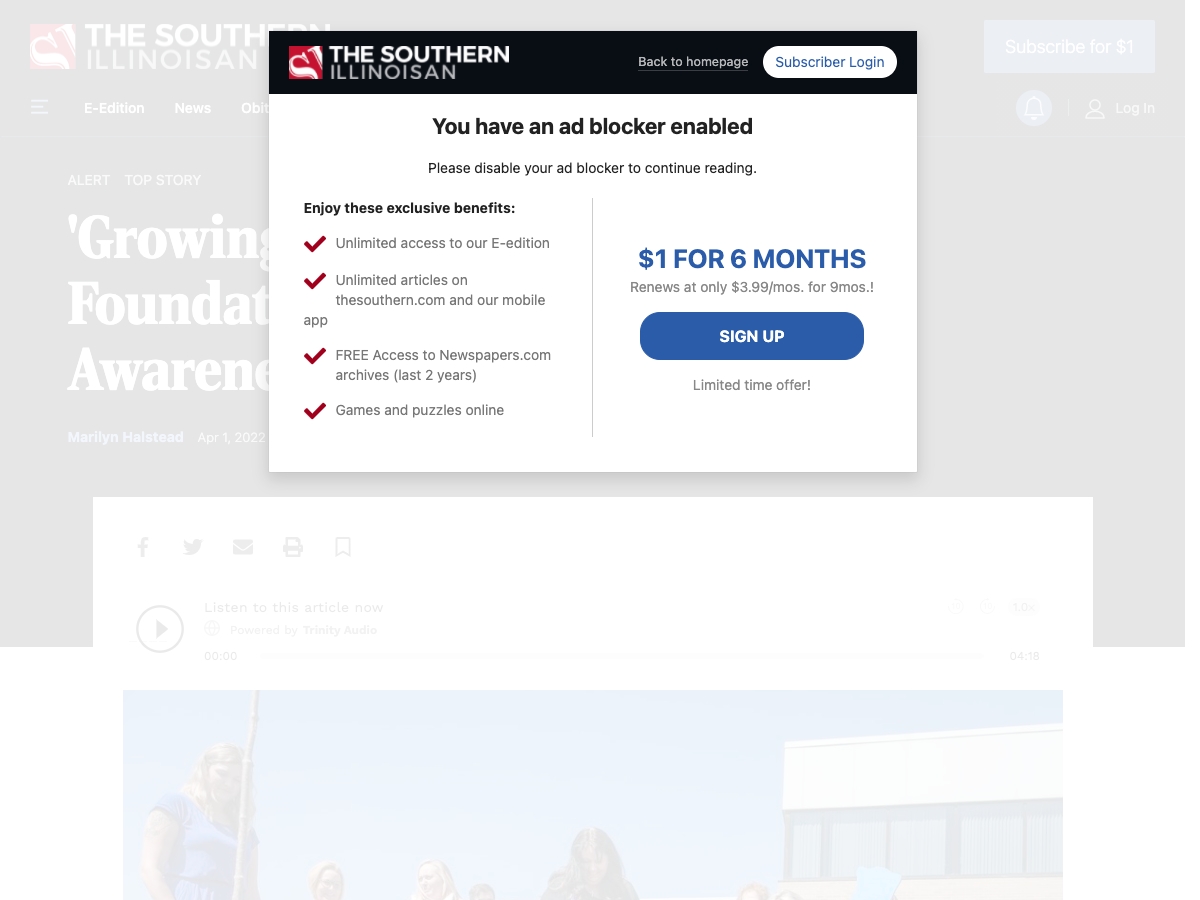 THE SOUTHERN
ILLINOISAN
Subscribe for $1
E-Edition
News
Obit
Log In
THE SOUTHERN
ILLINOISAN
Back to homepage
Subscriber Login
You have an ad blocker enabled
Please disable your ad blocker to continue reading.
Enjoy these exclusive benefits:
Unlimited access to our E-edition
Unlimited articles on
thesouthern.com and our mobile
app
FREE Access to Newspapers.com
archives (last 2 years)
Games and puzzles online
$1 FOR 6 MONTHS
Renews at only $3.99/mos. for 9mos.!
SIGN UP
Limited time offer!
ALERT
TOP STORY
'Growing
Foundat
Awarene
Marilyn Halstead
Apr 1, 2022
Listen to this article now
1.0x
Powered by Trinity Audio
00:00
04:18